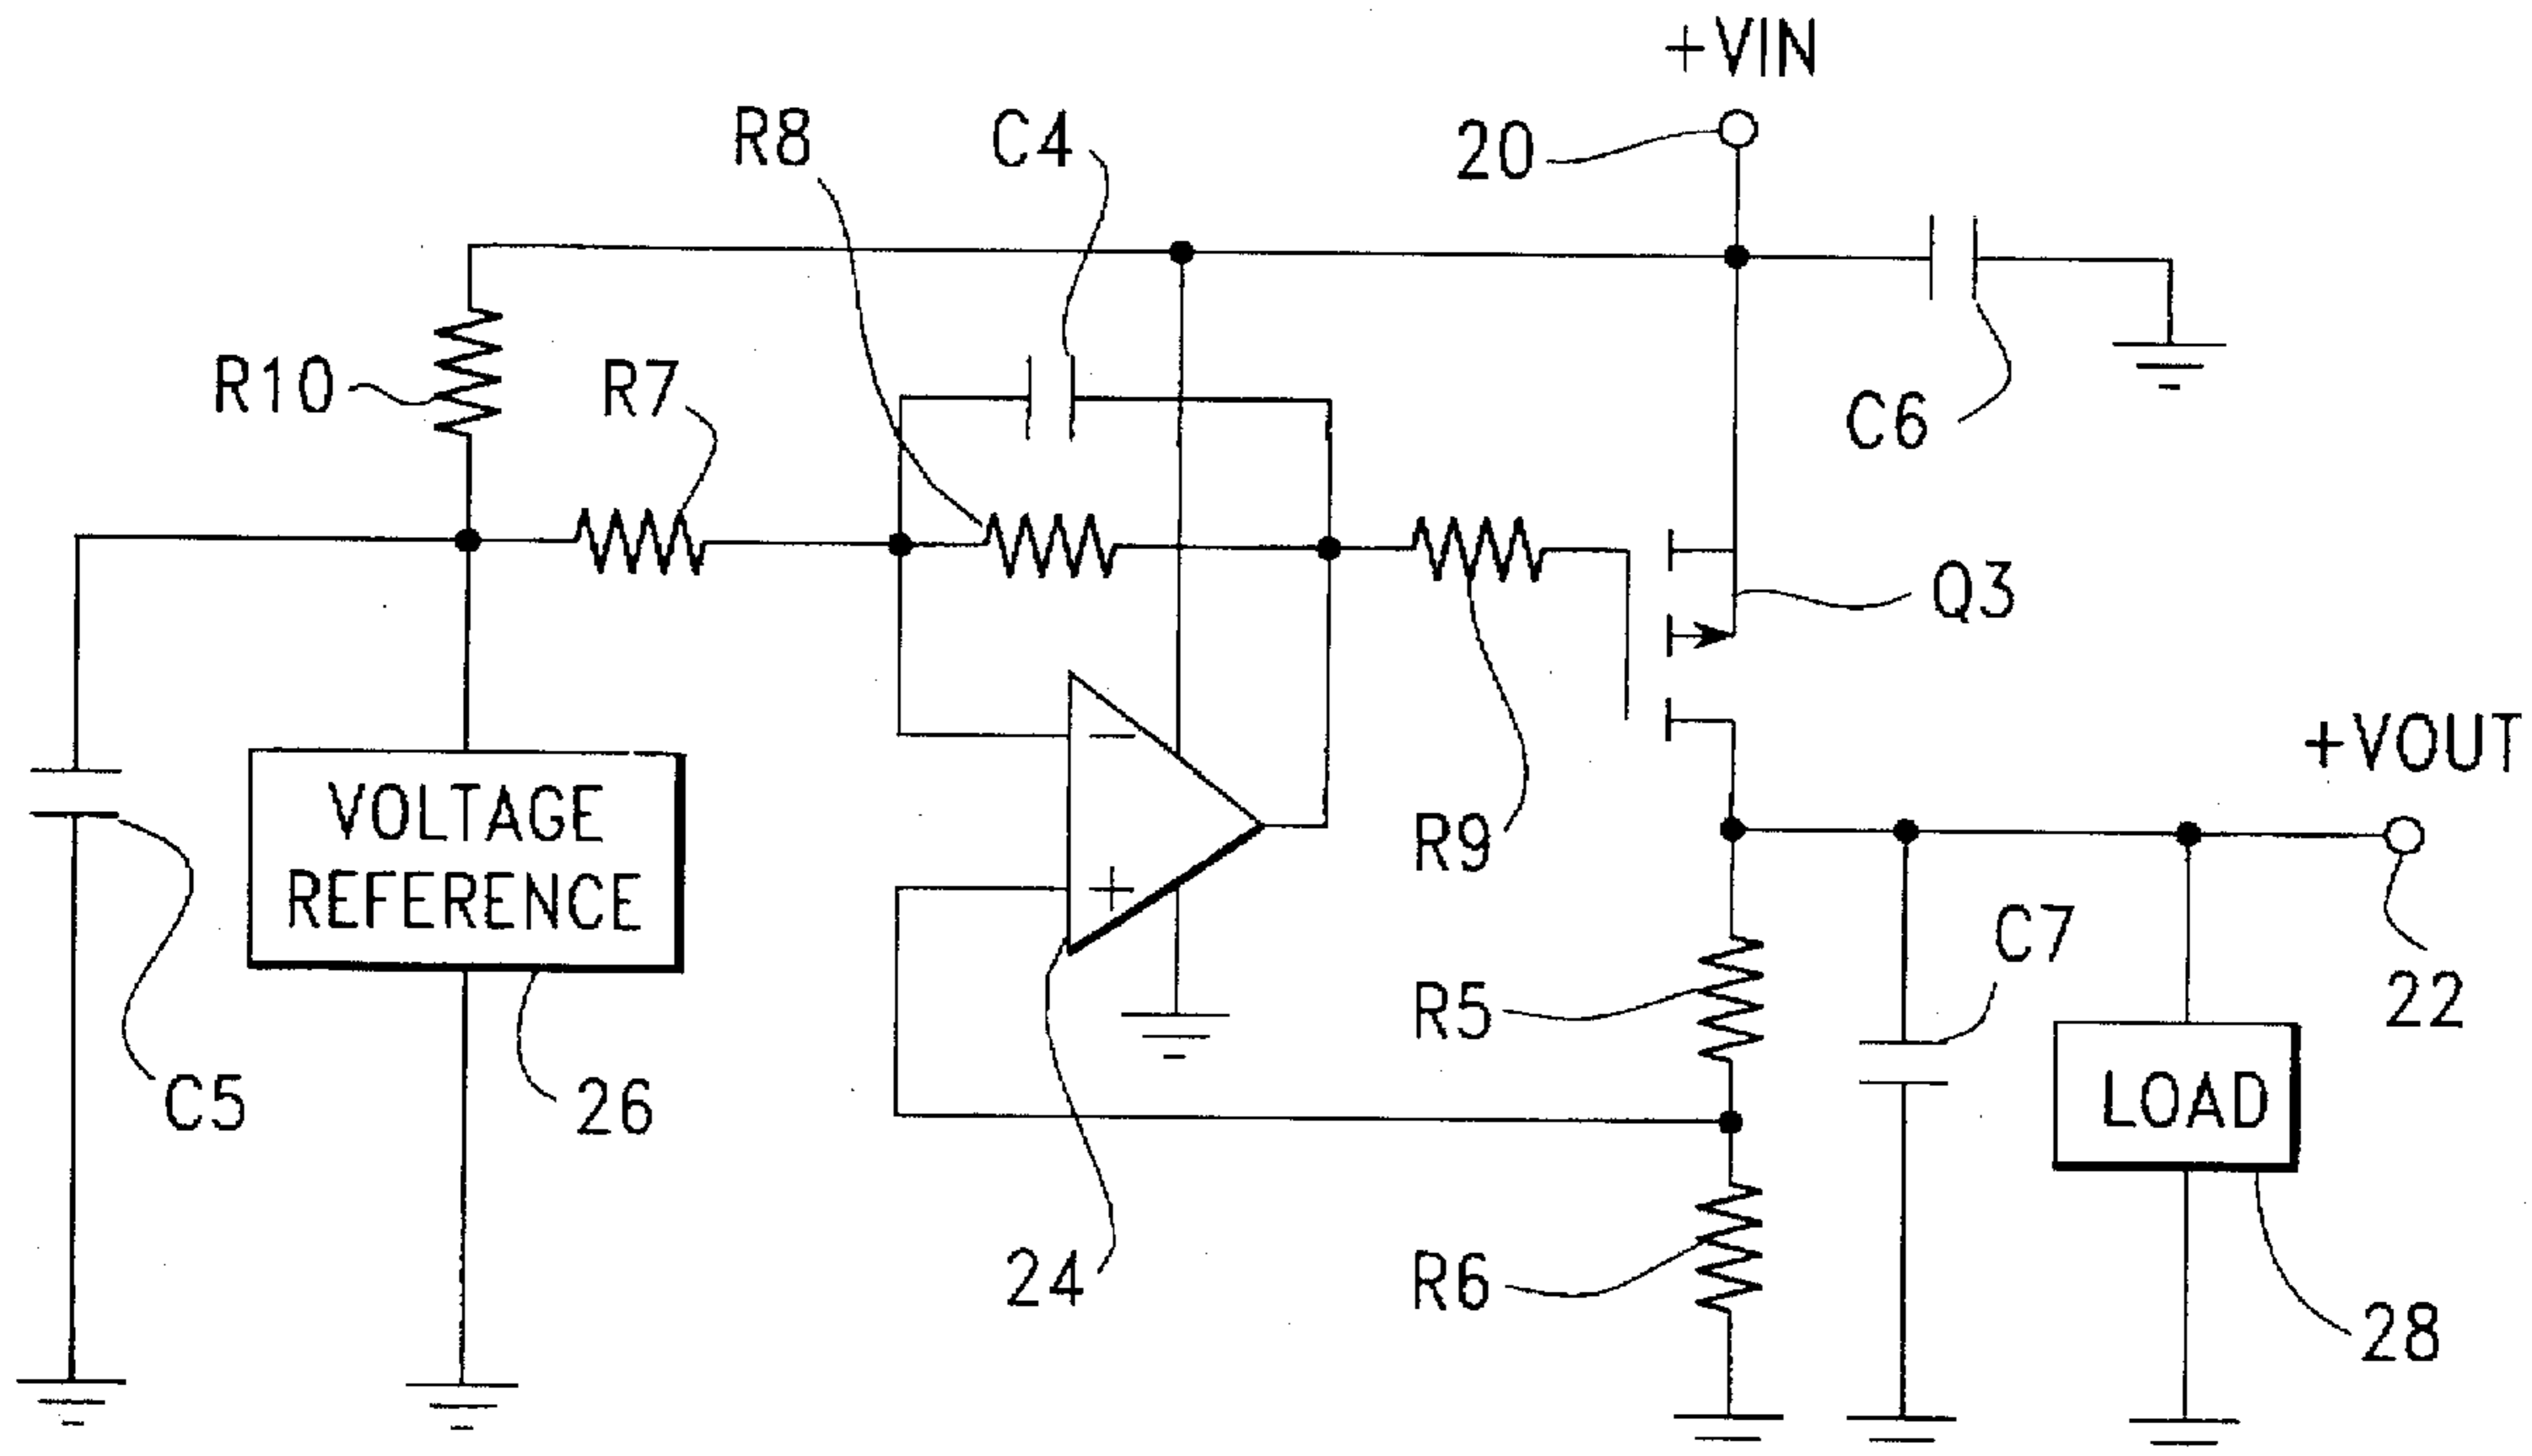 +VIN
R8
C4
20
R10
R7
C6
Q3
+VOUT
VOLTAGE
REFERENCE
−
+
R9
C7
22
R5
C5
26
LOAD
24
R6
28